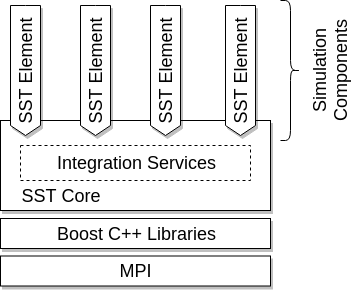 SST Element
SST Element
SST Element
SST Element
Simulation
Components
Integration Services
SST Core
Boost C++ Libraries
MPI